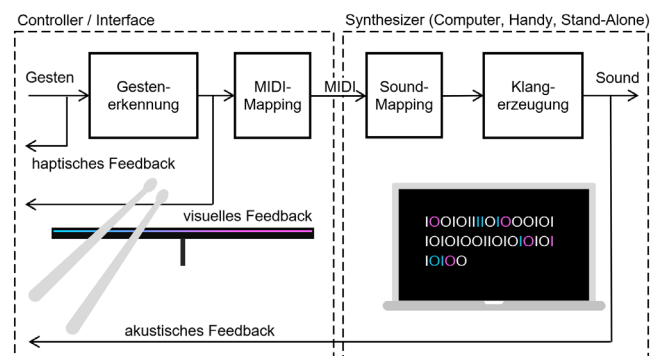 Controller / Interface
Synthesizer (Computer, Handy, Stand-Alone)
Gesten
Gesten-
erkennung
MIDI-
Mapping
MIDI
Sound-
Mapping
Klang-
erzeugung
Sound
haptisches Feedback
visuelles Feedback
IOOIOIIIIOIOOOIOI
IOIOIOOIIOIOIOIOI
IOIOO
akustisches Feedback